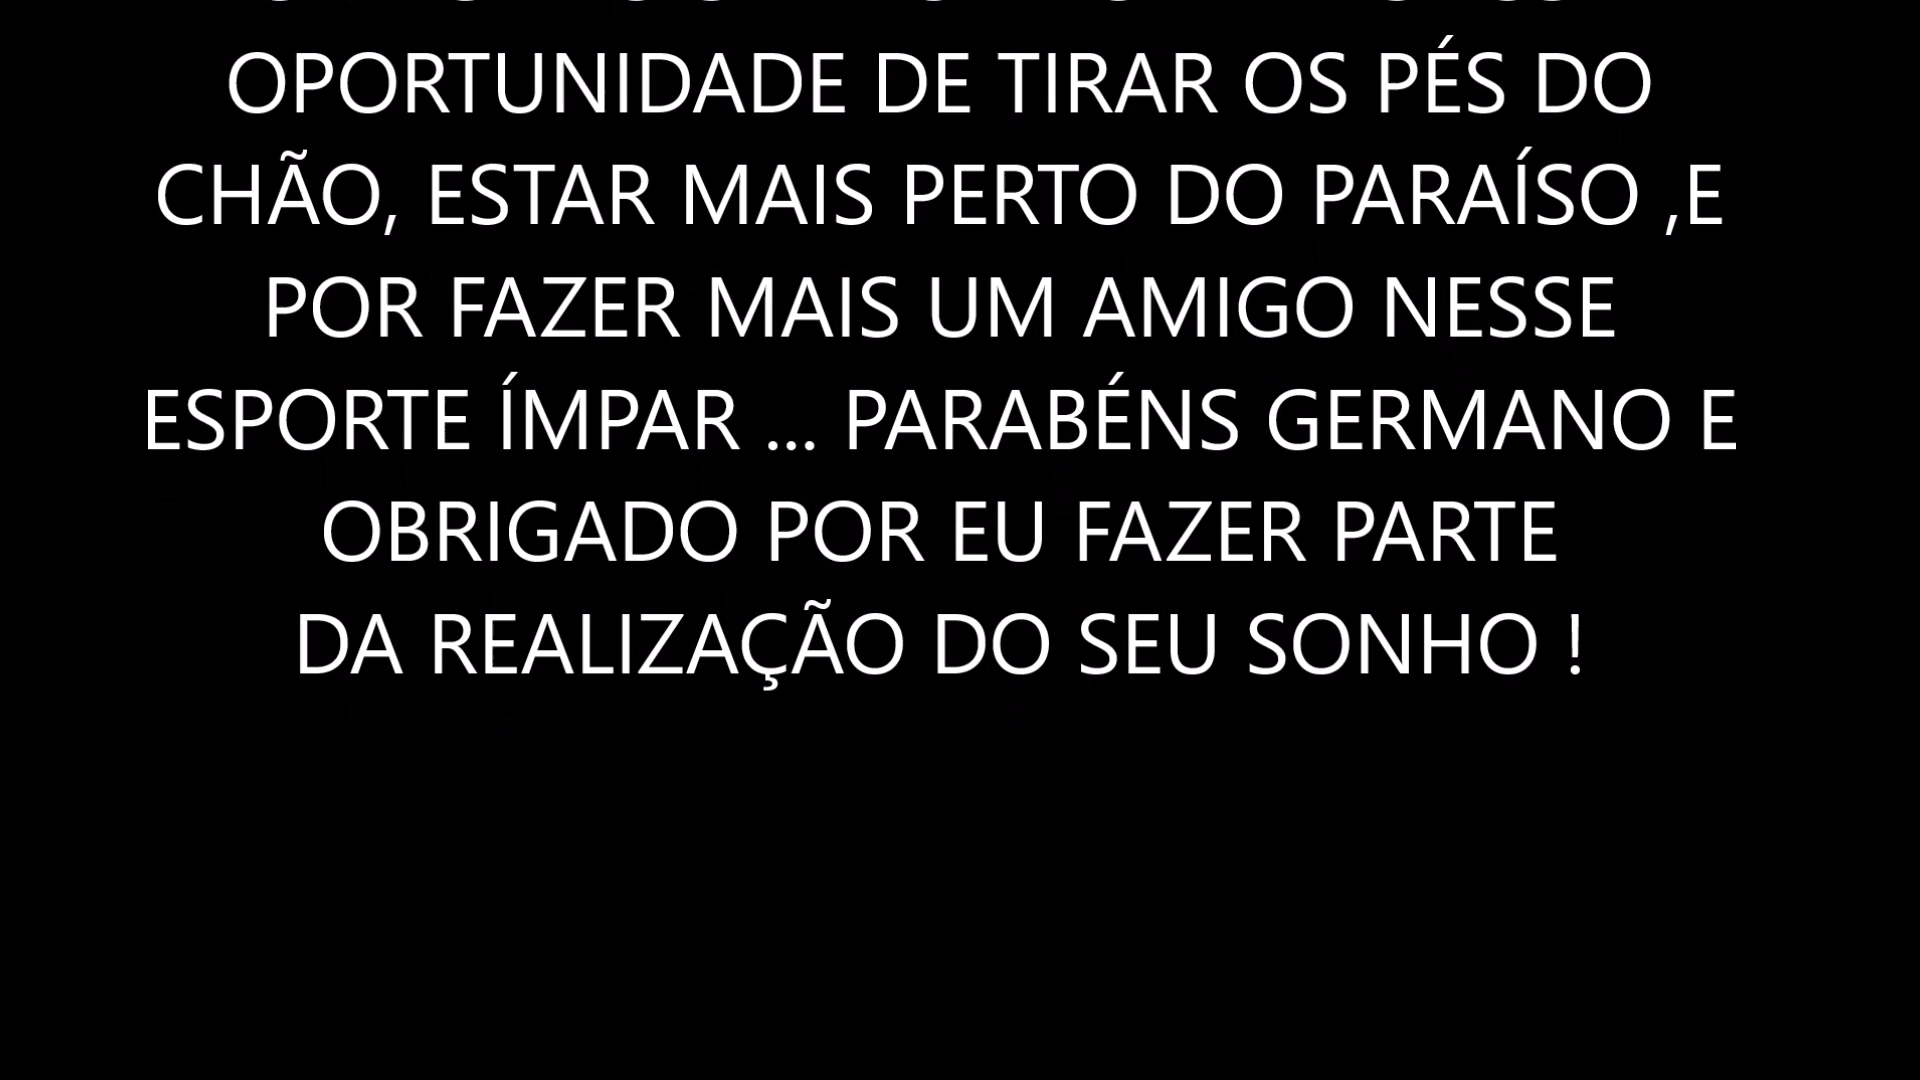 OPORTUNIDADE DE TIRAR OS PÉS DO
CHÃO, ESTAR MAIS PERTO DO PARAÍSO ,E
POR FAZER MAIS UM AMIGO NESSE
ESPORTE ÍMPAR ... PARABÉNS GERMANO E
OBRIGADO POR EU FAZER PARTE
DA REALIZAÇÃO DO SEU SONHO !